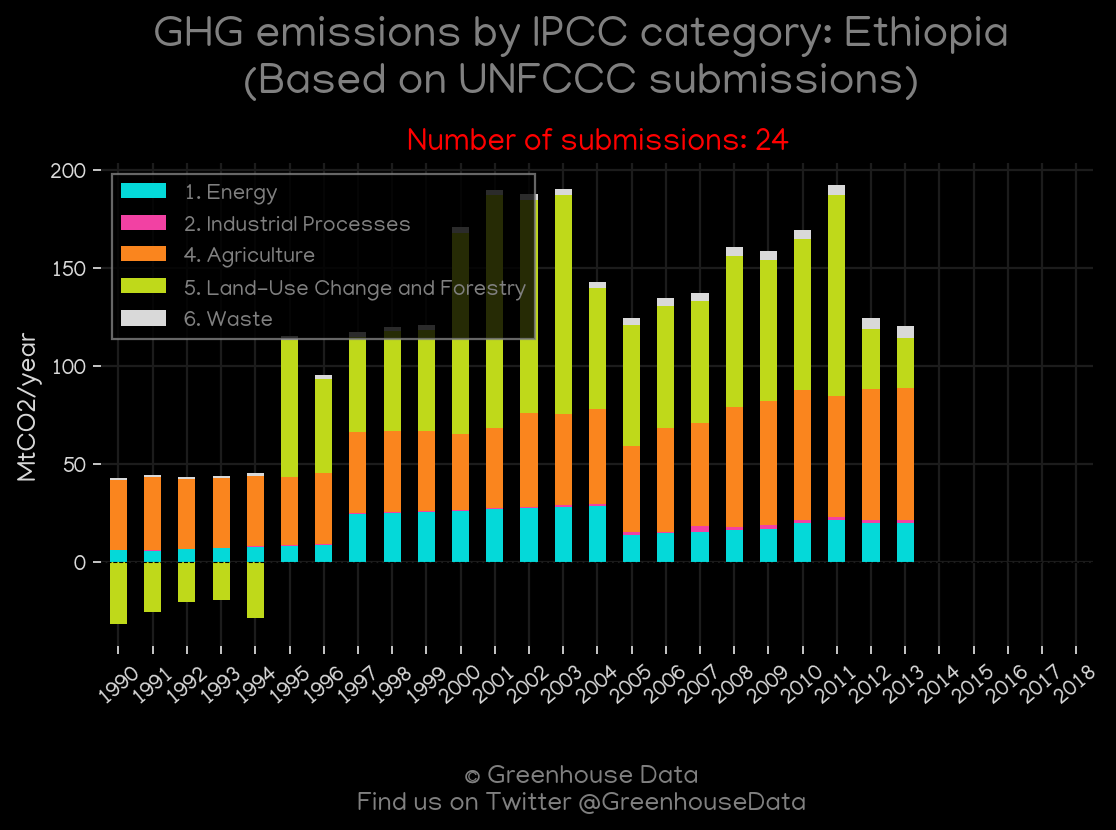 GHG emissions by IPCC category: Ethiopia
(Based on UNFCCC submissions)
Number of submissions: 24
1. Energy
2. Industrial Processes
4. Agriculture
5. Land-Use Change and Forestry
6. Waste
200
150
100
50
0
MtCO2/year
1990 1991 1992 1993 1994 1995 1996 1997 1998 1999 2000 2001 2002 2003 2004 2005 2006 2007 2008 2009 2010 2011 2012 2013 2014 2015 2016 2017 2018
© Greenhouse Data
Find us on Twitter @GreenhouseData